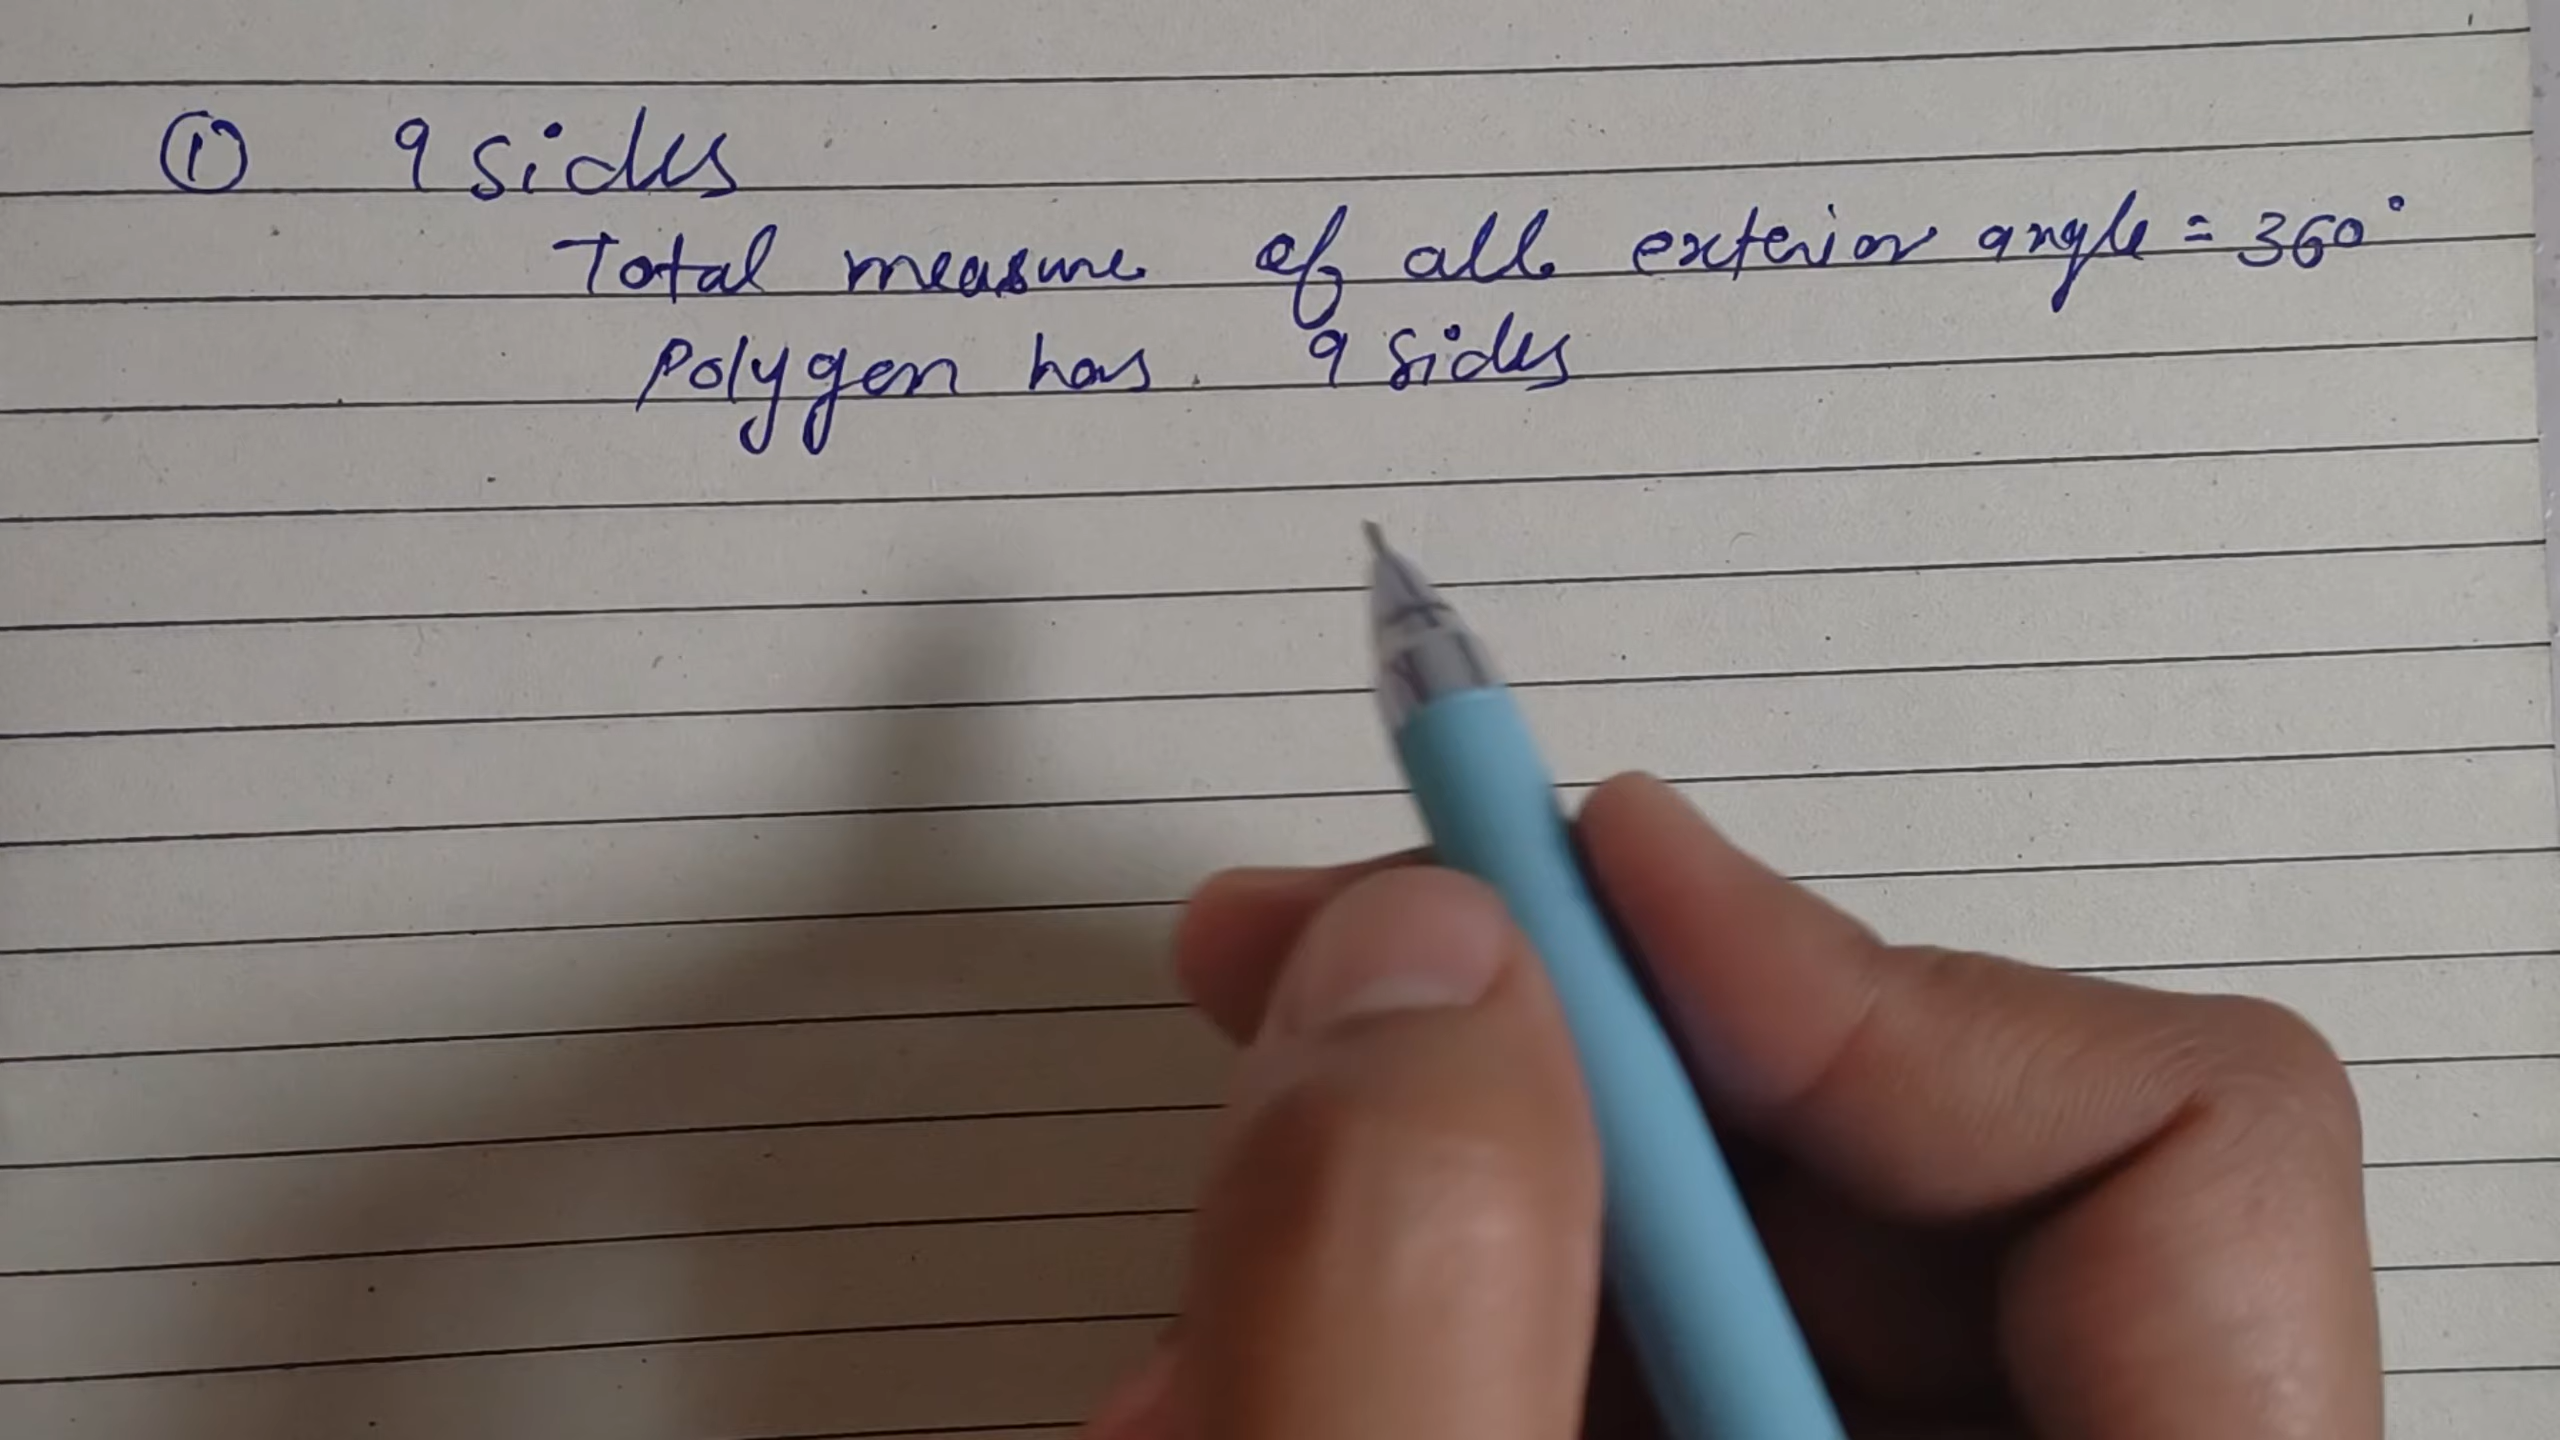 ① 9 sides
Total measure of all exterior angle = 360°
Polygon has 9 sides